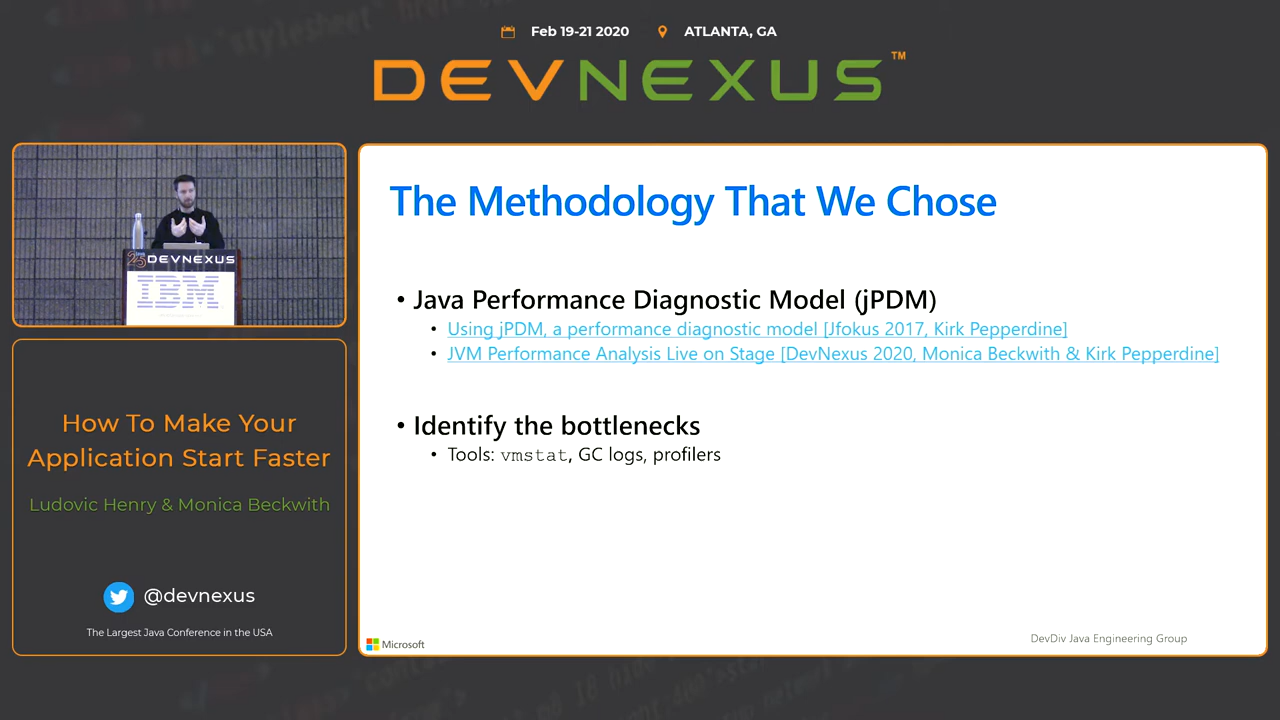 Feb 19-21 2020 ATLANTA, GA
DEVNEXUS™
25 DEVNEXUS
IBM
The Methodology That We Chose
• Java Performance Diagnostic Model (jPDM)
• Using jPDM, a performance diagnostic model [Jfokus 2017, Kirk Pepperdine]
• JVM Performance Analysis Live on Stage [DevNexus 2020, Monica Beckwith & Kirk Pepperdine]
• Identify the bottlenecks
• Tools: vmstat, GC logs, profilers
Microsoft
DevDiv Java Engineering Group
How To Make Your
Application Start Faster
Ludovic Henry & Monica Beckwith
@devnexus
The Largest Java Conference in the USA